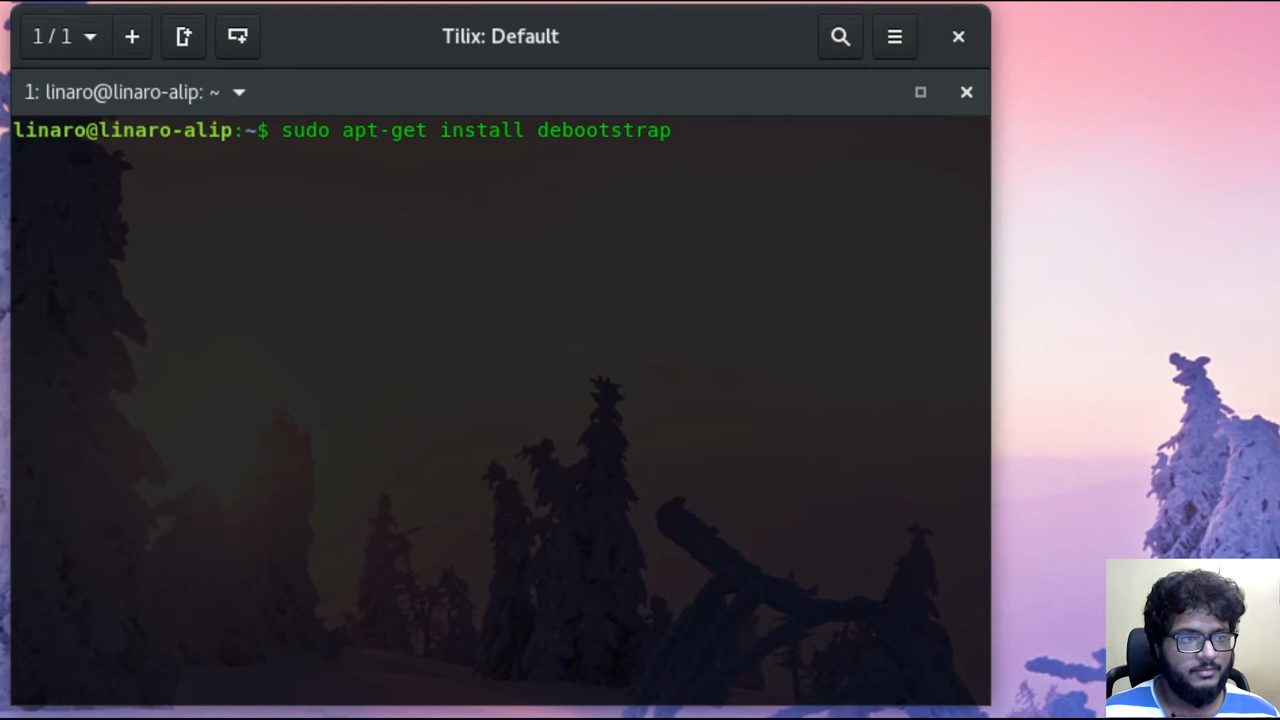 1 / 1
Tilix: Default
1: linaro@linaro-alip: ~
linaro@linaro-alip:~$ sudo apt-get install debootstrap